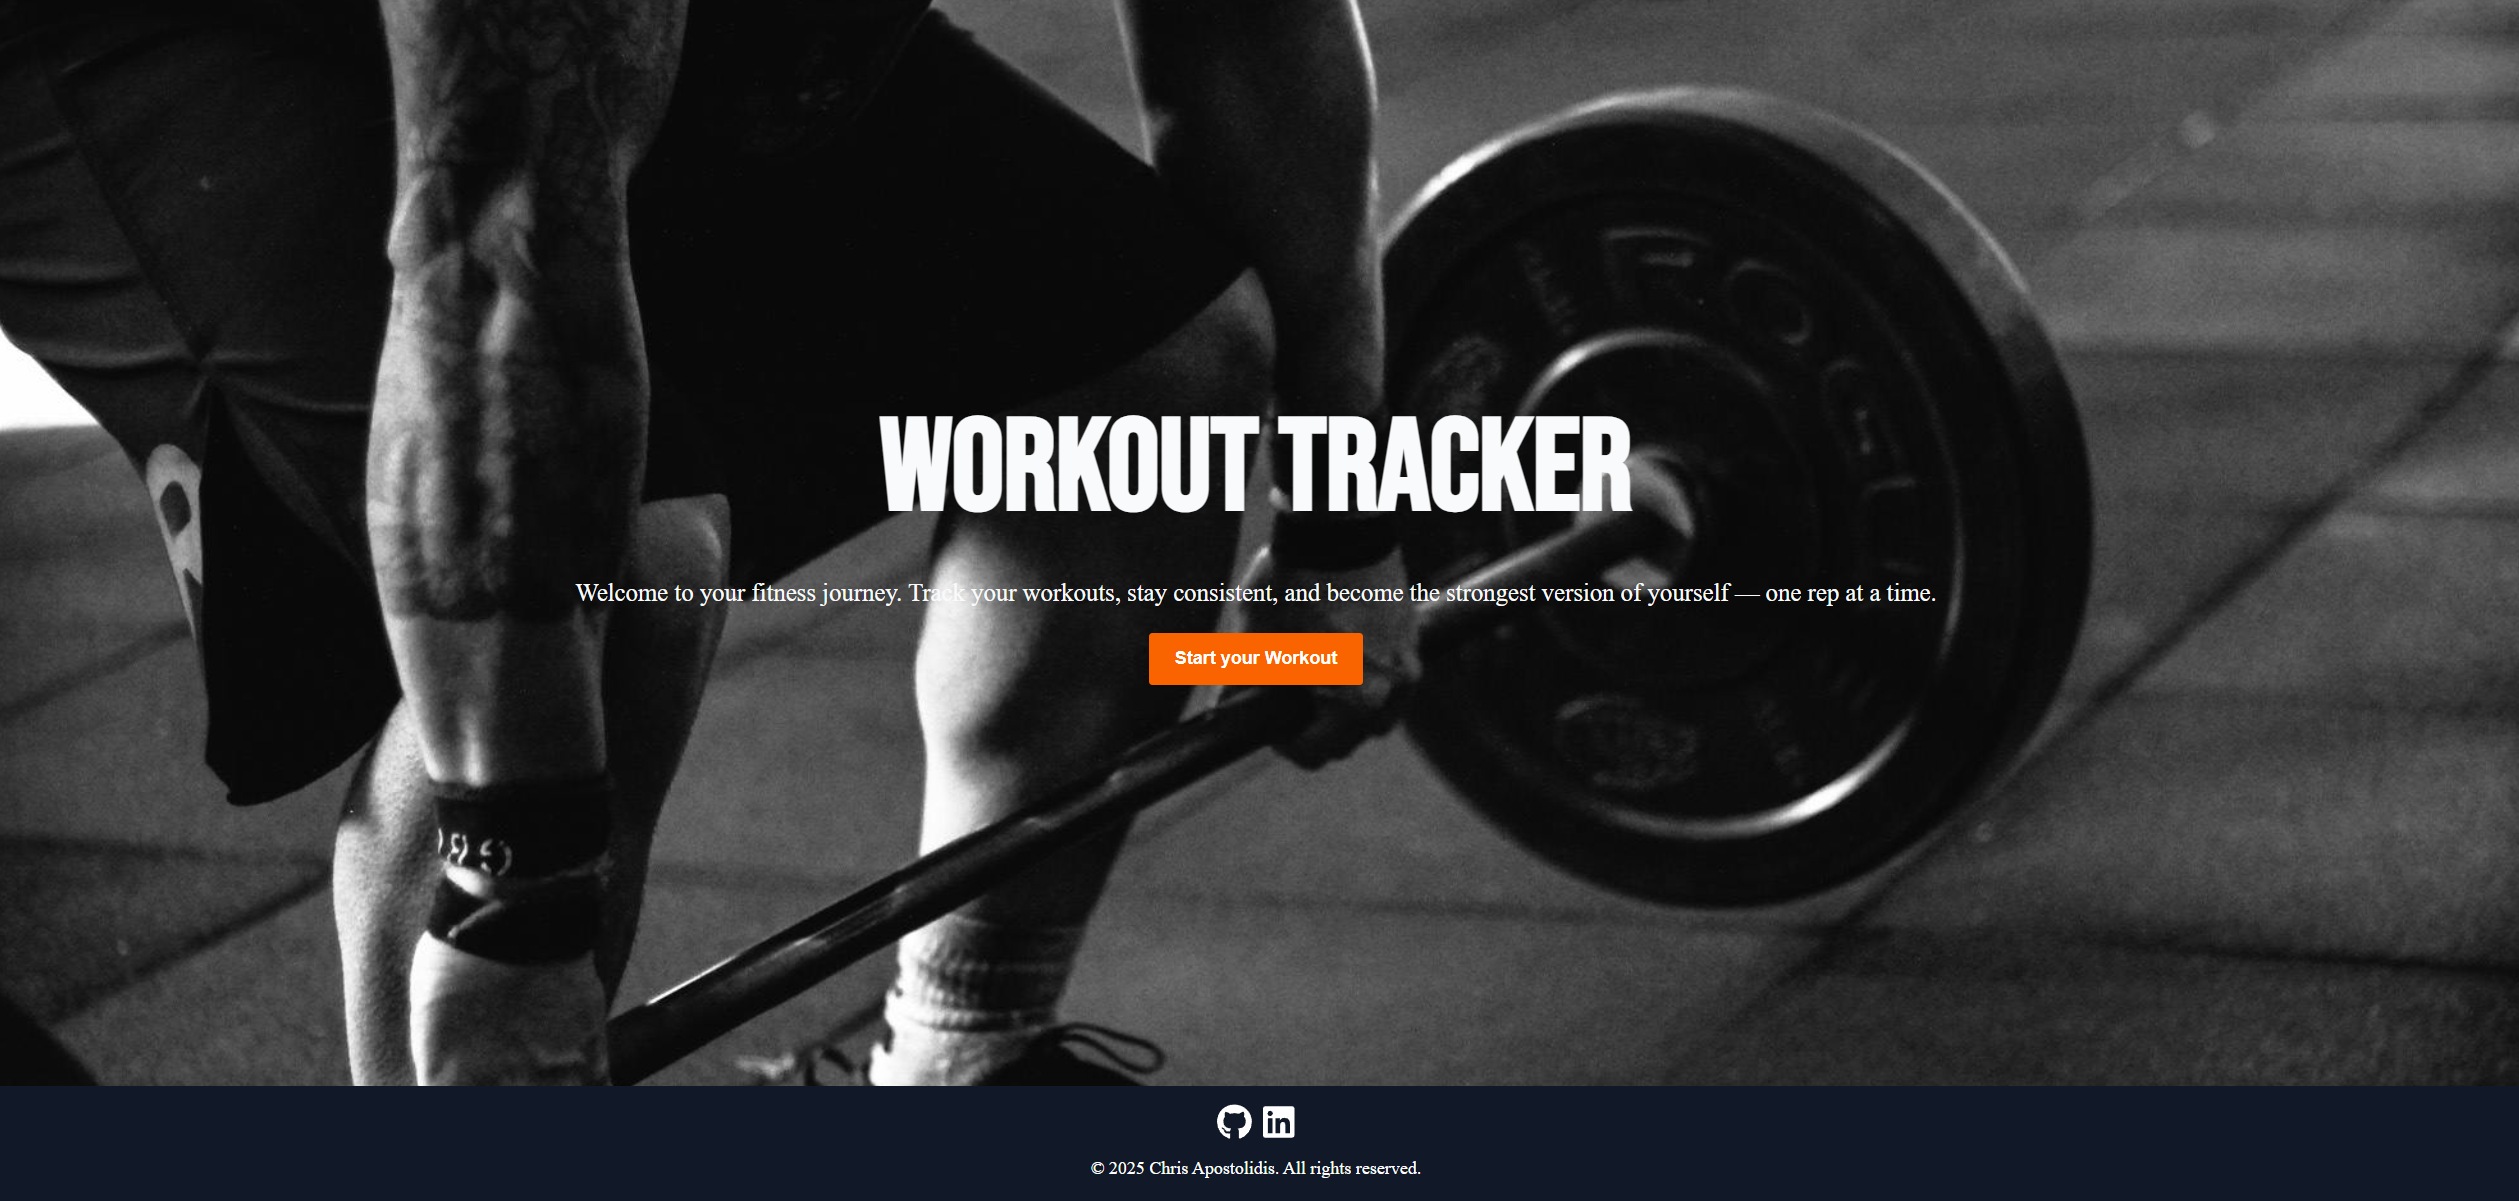 WORKOUT TRACKER
Welcome to your fitness journey. Track your workouts, stay consistent, and become the strongest version of yourself — one rep at a time.
Start your Workout
in
© 2025 Chris Apostolidis. All rights reserved.